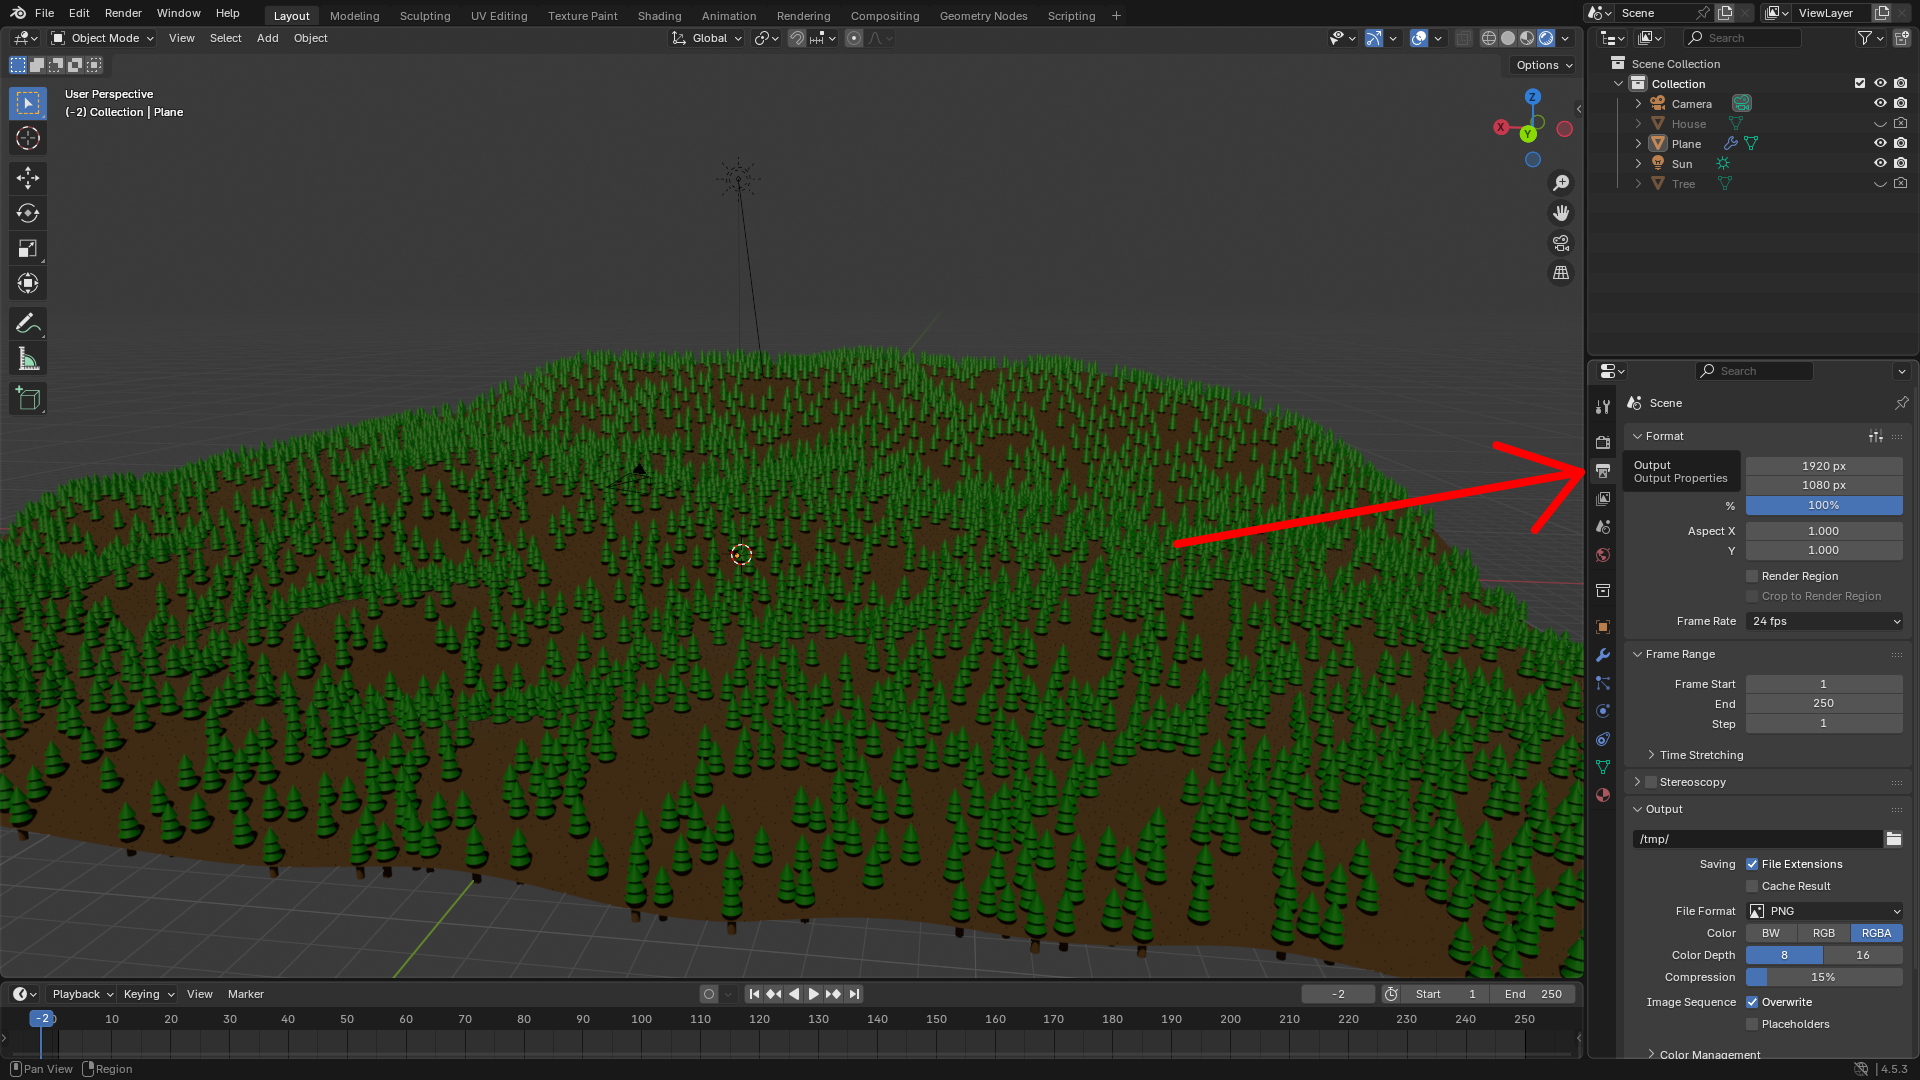 File Edit Render Window Help
Layout Modeling Sculpting UV Editing Texture Paint Shading Animation Rendering Compositing Geometry Nodes Scripting +
Scene
ViewLayer
Object Mode View Select Add Object
Global
Search
Options
User Perspective
(-2) Collection | Plane
Z
X
Y
Scene Collection
Collection
Camera
House
Plane
Sun
Tree
Search
Scene
Format
Output
Output Properties
1920 px
1080 px
% 100%
Aspect X 1.000
Y 1.000
Render Region
Crop to Render Region
Frame Rate 24 fps
Frame Range
Frame Start 1
End 250
Step 1
Time Stretching
Stereoscopy
Output
/tmp/
Saving File Extensions
Cache Result
File Format PNG
Color BW RGB RGBA
Color Depth 8 16
Compression 15%
Image Sequence Overwrite
Placeholders
Color Management
Playback Keying View Marker
-2 Start 1 End 250
-2 0 10 20 30 40 50 60 70 80 90 100 110 120 130 140 150 160 170 180 190 200 210 220 230 240 250
Pan View Region
4.5.3